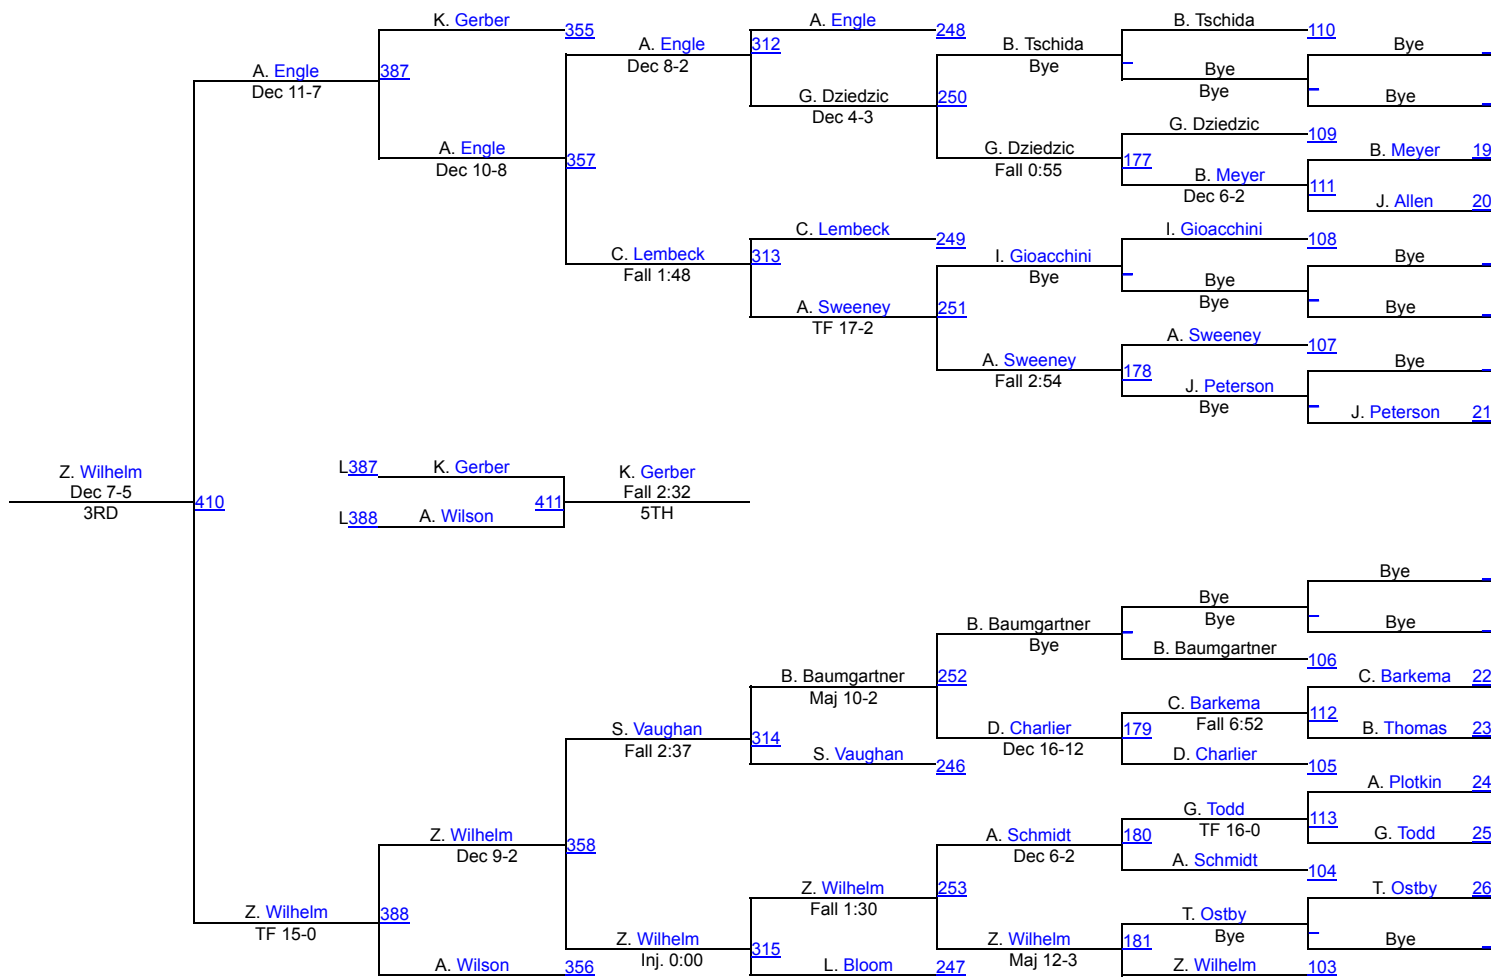 K. Gerber 355
A. Engle 248
B. Tschida 110
A. Engle 312
Dec 8-2
B. Tschida
Bye
Bye
A. Engle 387
Dec 11-7
Bye
Bye
G. Dziedzic 250
Dec 4-3
Bye
G. Dziedzic 109
A. Engle 357
Dec 10-8
G. Dziedzic 177
Fall 0:55
B. Meyer 19
B. Meyer 111
Dec 6-2
J. Allen 20
C. Lembeck 249
I. Gioacchini 108
C. Lembeck 313
Fall 1:48
I. Gioacchini
Bye
Bye
Bye
Bye
A. Sweeney 251
TF 17-2
Bye
A. Sweeney 107
A. Sweeney 178
Fall 2:54
Bye
J. Peterson
Bye
J. Peterson 21
Z. Wilhelm
Dec 7-5
3RD
410
L387 K. Gerber
K. Gerber
Fall 2:32
5TH
411
L388 A. Wilson
Bye
Bye
Bye
B. Baumgartner
Bye
Bye
B. Baumgartner 106
B. Baumgartner 252
Maj 10-2
C. Barkema 22
C. Barkema 112
Fall 6:52
S. Vaughan 314
Fall 2:37
D. Charlier 179
Dec 16-12
B. Thomas 23
S. Vaughan 246
D. Charlier 105
A. Plotkin 24
G. Todd 113
TF 16-0
Z. Wilhelm 358
Dec 9-2
A. Schmidt 180
Dec 6-2
G. Todd 25
A. Schmidt 104
Z. Wilhelm 253
Fall 1:30
T. Ostby 26
Z. Wilhelm 388
TF 15-0
T. Ostby
Bye
Z. Wilhelm 315
Inj. 0:00
Z. Wilhelm 181
Maj 12-3
Bye
A. Wilson 356
L. Bloom 247
Z. Wilhelm 103